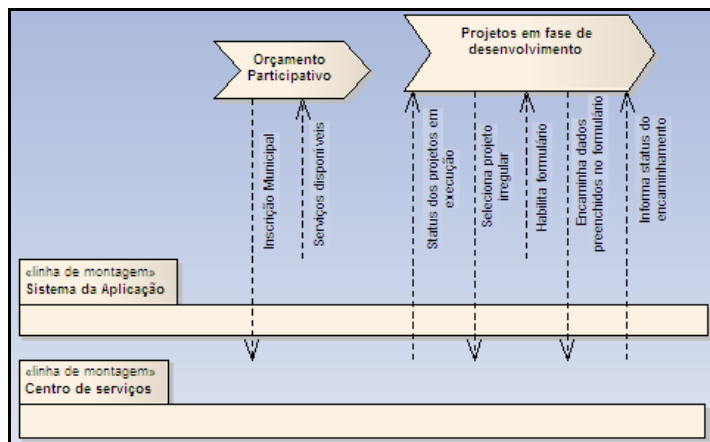 Orçamento
Participativo
Projetos em fase de
desenvolvimento
Inscrição Municipal
Serviços disponíveis
Status dos projetos em
execução
Seleciona projeto
irregular
Habilita formulário
Encaminha dados
preenchidos no formulário
Informa status do
encaminhamento
«linha de montagem»
Sistema da Aplicação
«linha de montagem»
Centro de serviços